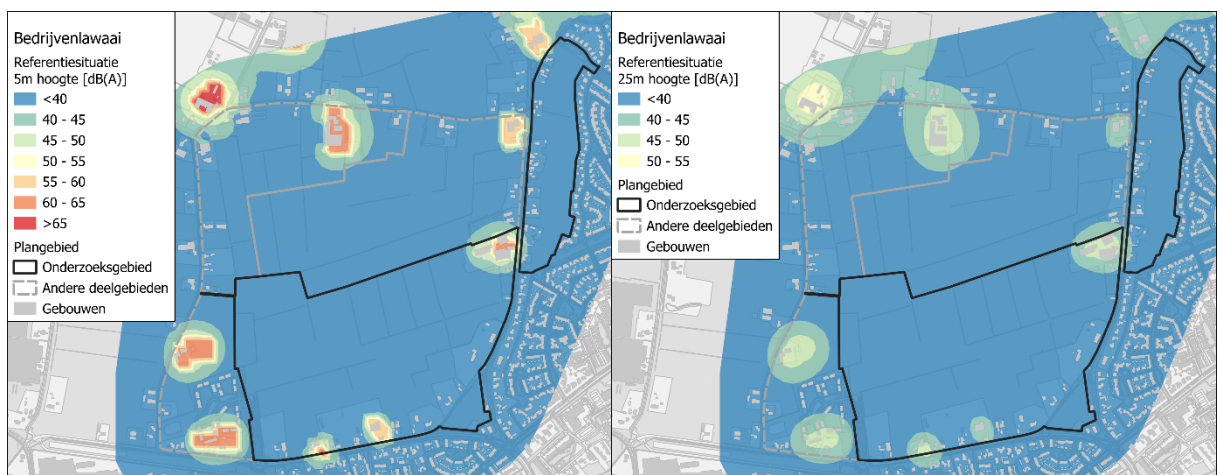 Bedrijvenlawaai
Referentiesituatie
5m hoogte [dB(A)]
<40
40 - 45
45 - 50
50 - 55
55 - 60
60 - 65
>65
Plangebied
Onderzoeksgebied
Andere deelgebieden
Gebouwen
Bedrijvenlawaai
Referentiesituatie
25m hoogte [dB(A)]
<40
40 - 45
45 - 50
50 - 55
Plangebied
Onderzoeksgebied
Andere deelgebieden
Gebouwen